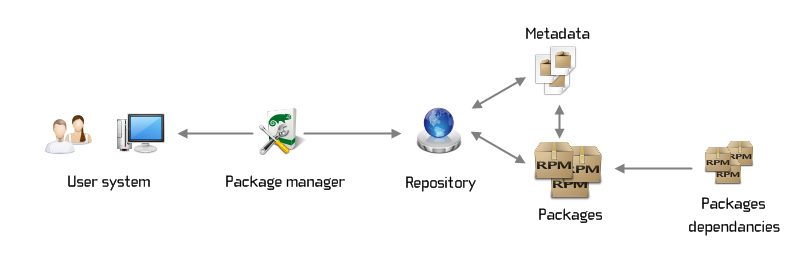 Metadata
User system
Package manager
Repository
RPM
RPM
RPM
Packages
RPM
RPM
RPM
Packages
dependancies